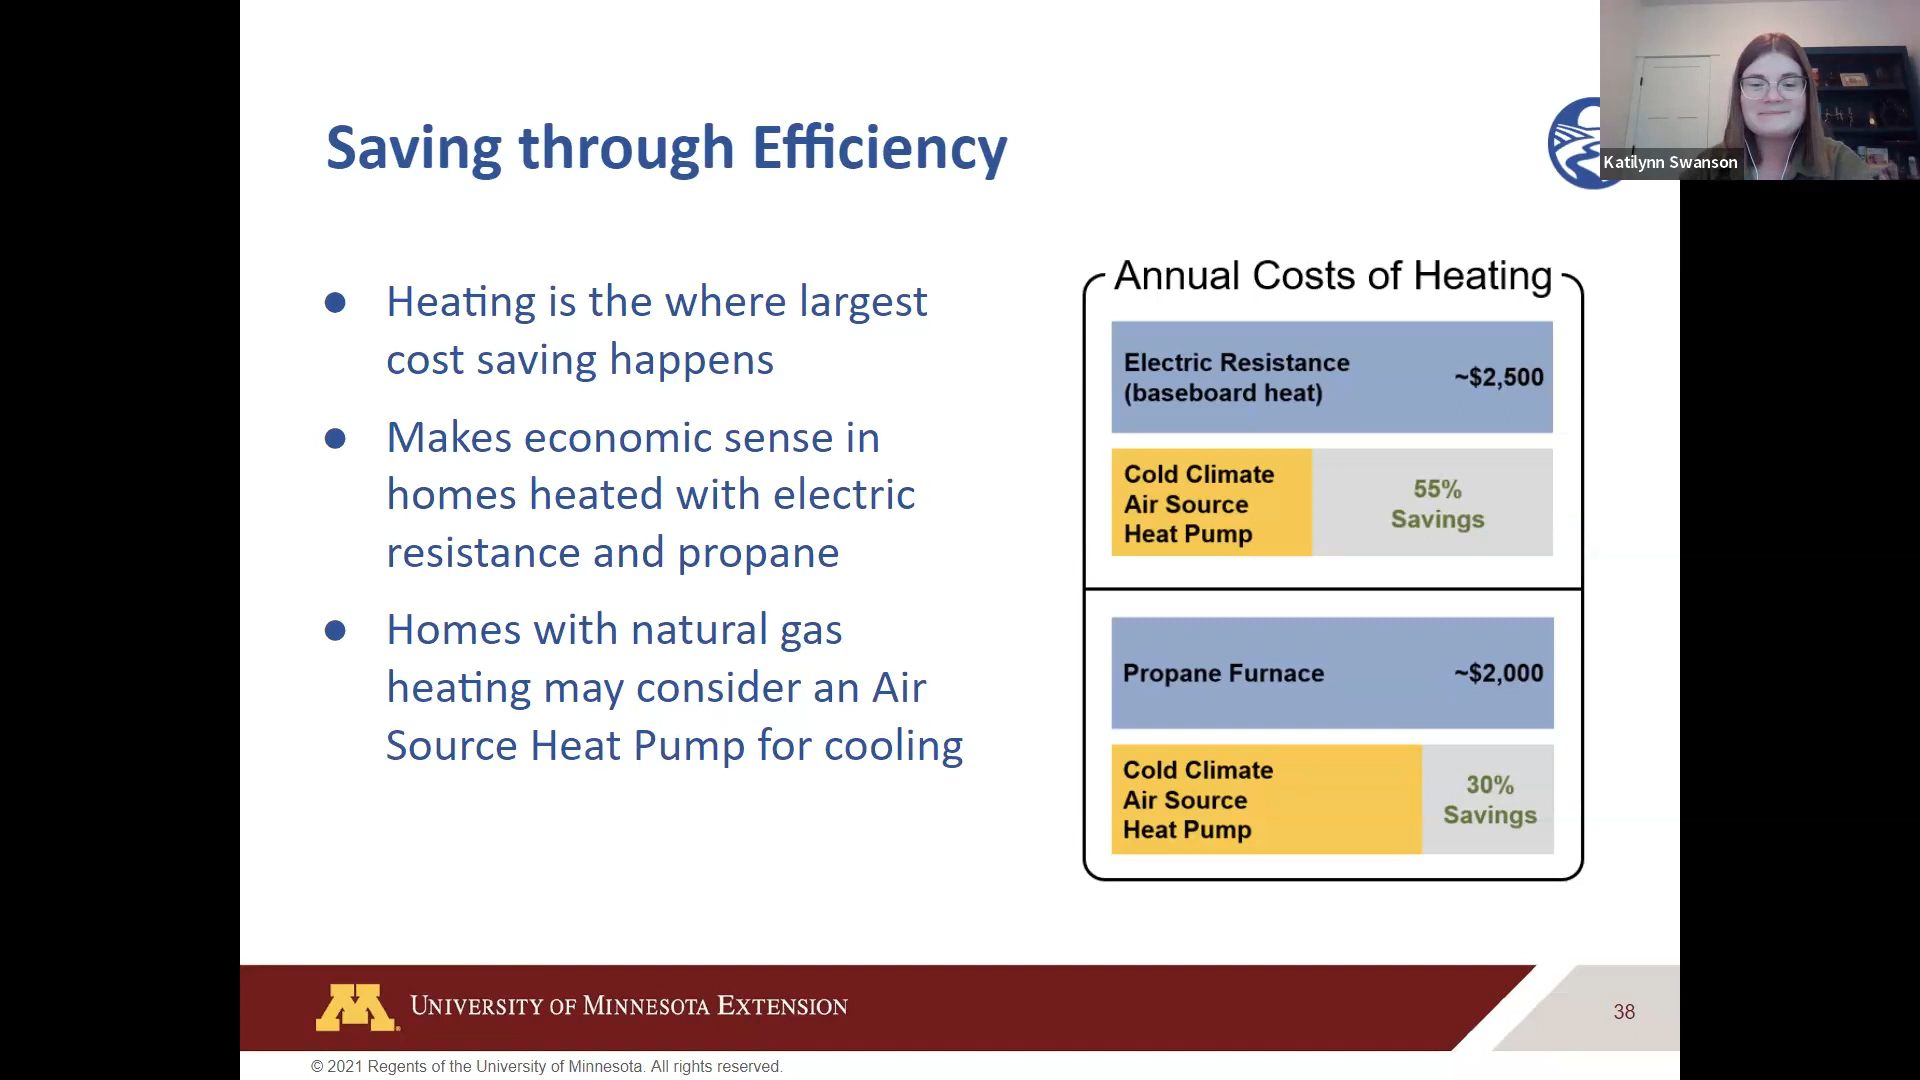 Saving through Efficiency
Katilynn Swanson
● Heating is the where largest
cost saving happens
● Makes economic sense in
homes heated with electric
resistance and propane
● Homes with natural gas
heating may consider an Air
Source Heat Pump for cooling
Annual Costs of Heating
Electric Resistance
(baseboard heat)
~$2,500
Cold Climate
Air Source
Heat Pump
55%
Savings
Propane Furnace
~$2,000
Cold Climate
Air Source
Heat Pump
30%
Savings
M
UNIVERSITY OF MINNESOTA EXTENSION
38
© 2021 Regents of the University of Minnesota. All rights reserved.